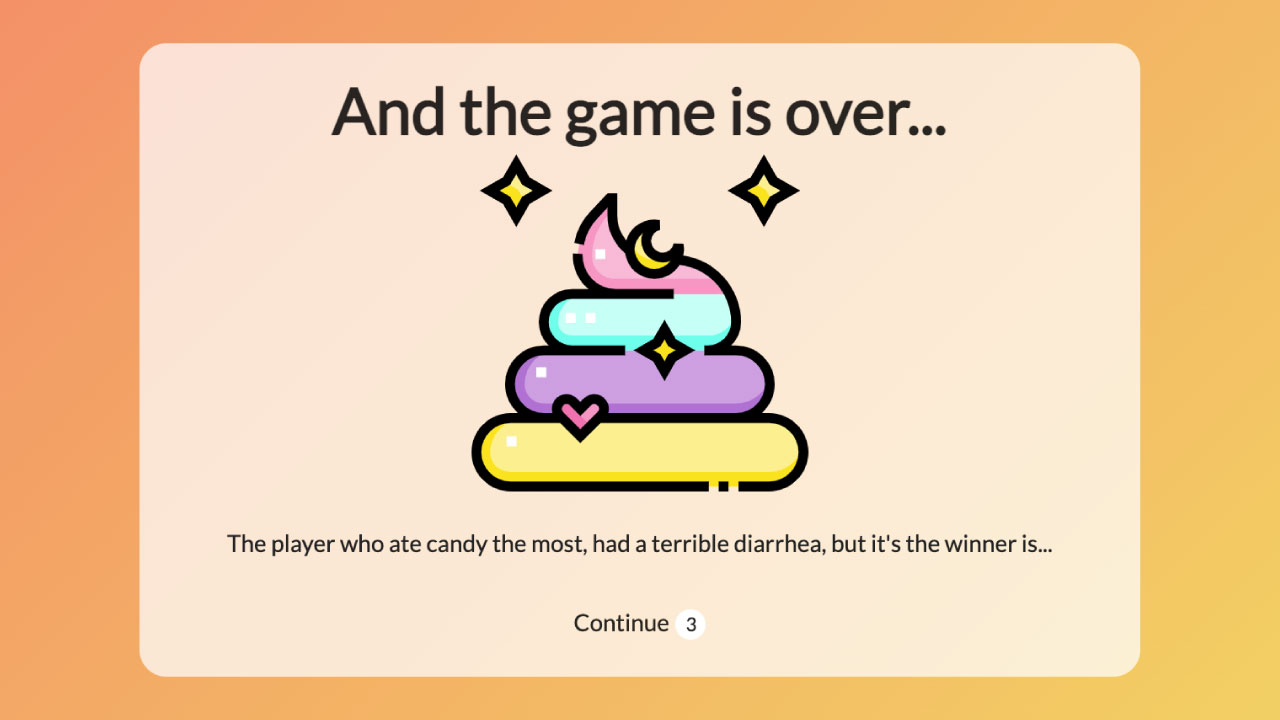 And the game is over...
The player who ate candy the most, had a terrible diarrhea, but it's the winner is...
Continue 3